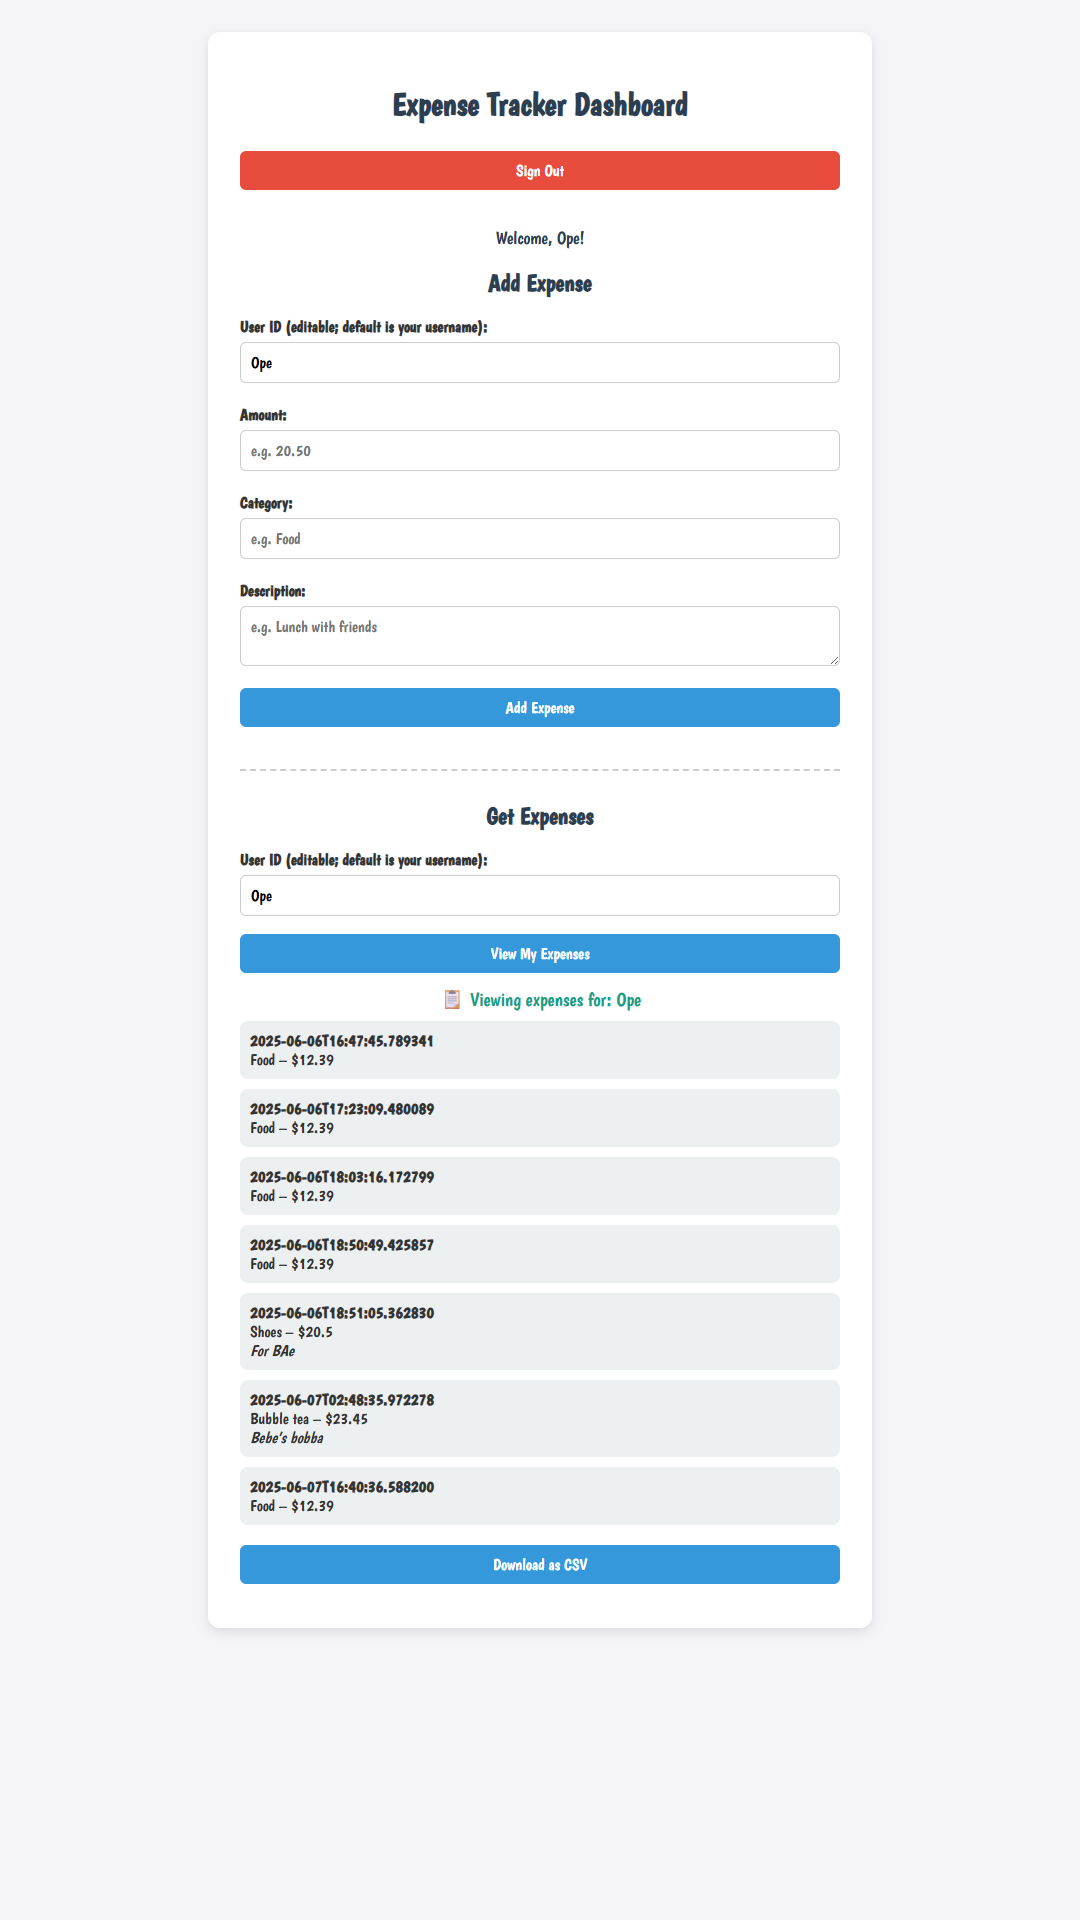 Expense Tracker Dashboard
Sign Out
Welcome, Ope!
Add Expense
User ID (editable; default is your username):
Ope
Amount:
e.g. 20.50
Category:
e.g. Food
Description:
e.g. Lunch with friends
Add Expense
Get Expenses
User ID (editable; default is your username):
Ope
View My Expenses
📋 Viewing expenses for: Ope
2025-06-06T16:47:45.789341
Food – $12.39
2025-06-06T17:23:09.480089
Food – $12.39
2025-06-06T18:03:16.172799
Food – $12.39
2025-06-06T18:50:49.425857
Food – $12.39
2025-06-06T18:51:05.362830
Shoes – $20.5
For BAe
2025-06-07T02:48:35.972278
Bubble tea – $23.45
Bebe's bobba
2025-06-07T16:40:36.588200
Food – $12.39
Download as CSV